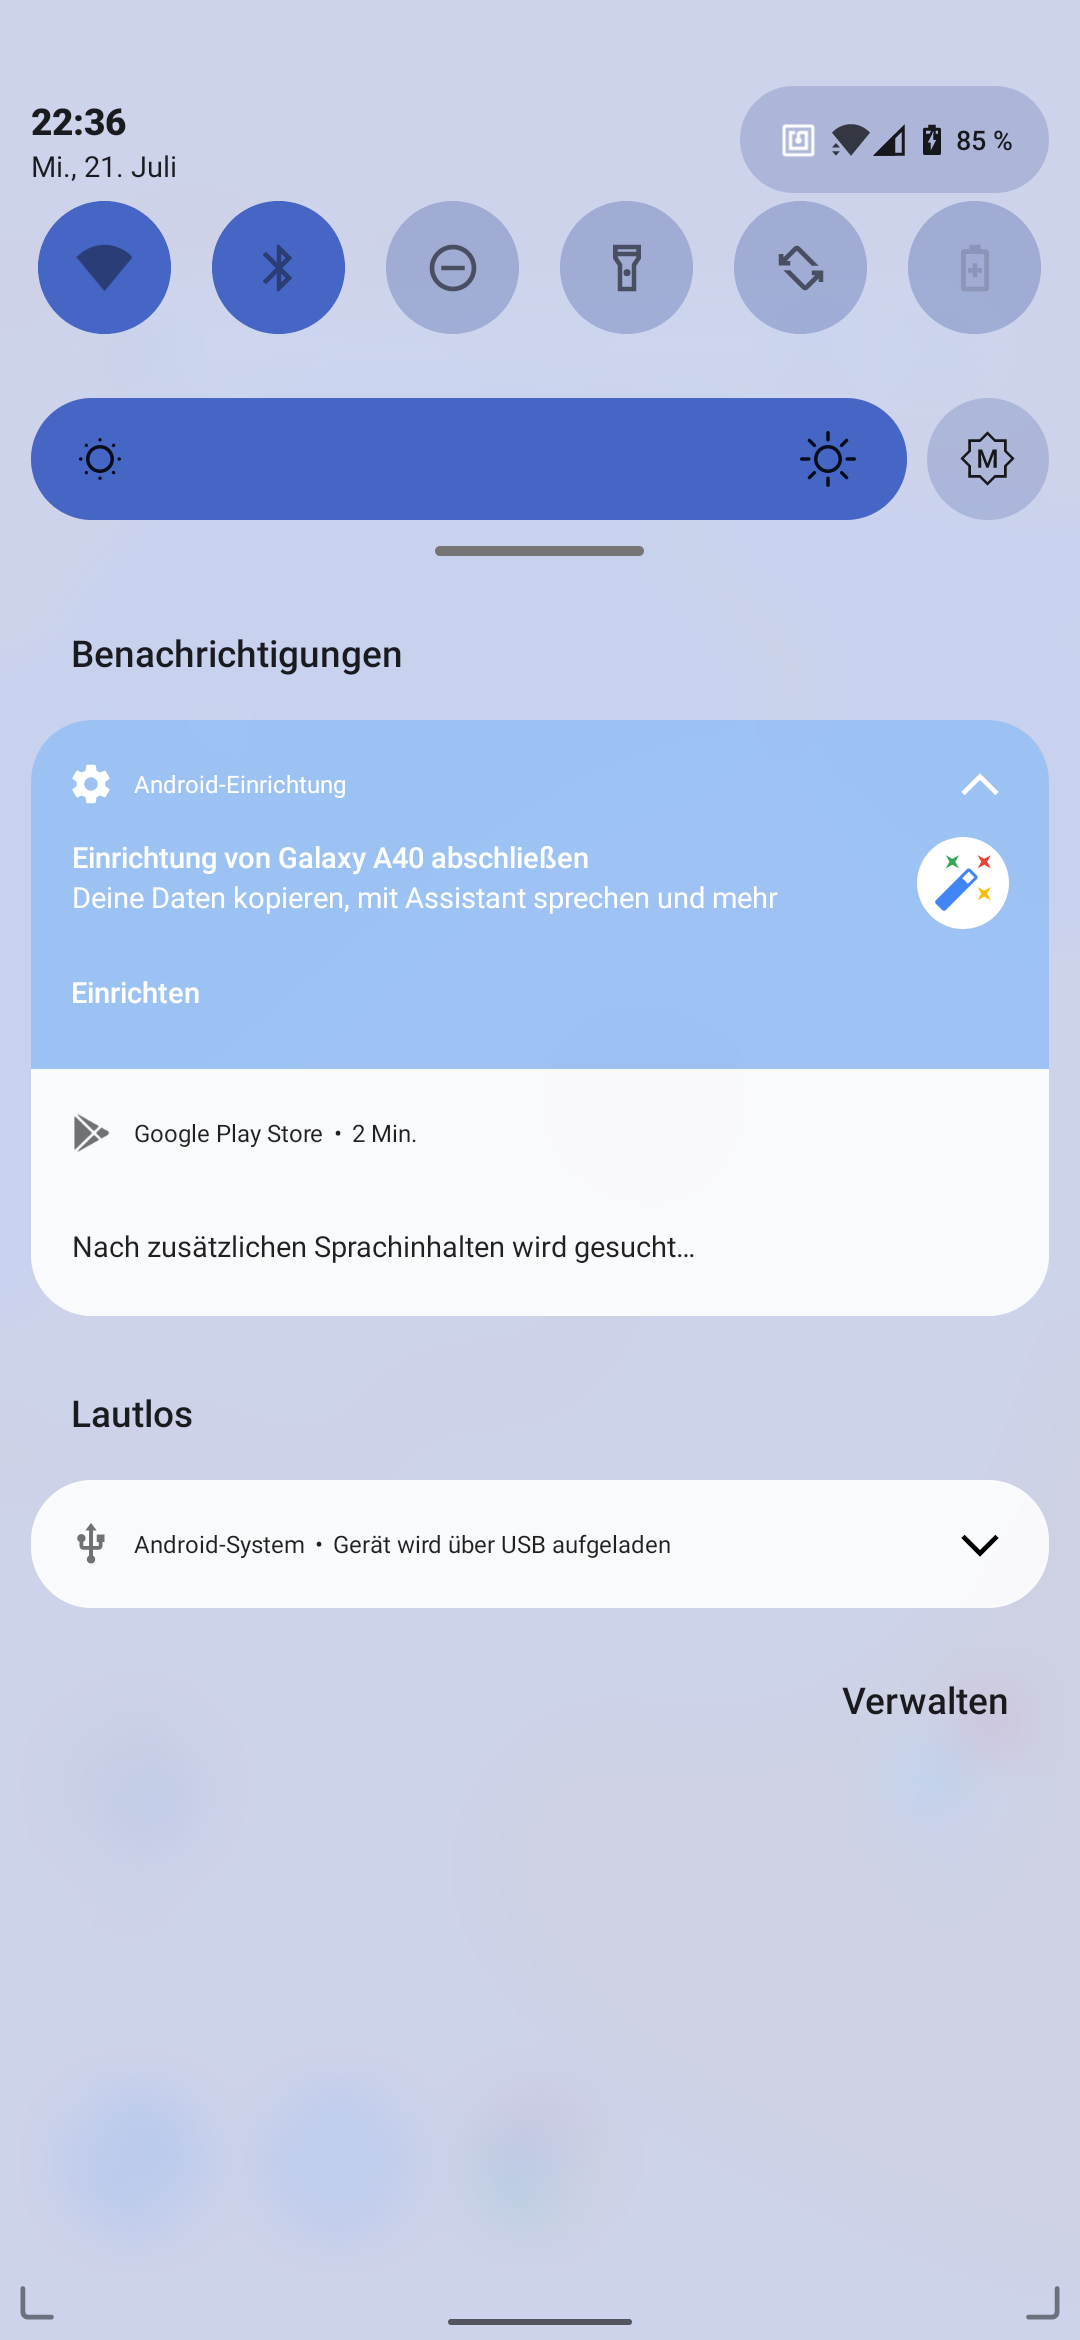 22:36
Mi., 21. Juli
85 %
M
Benachrichtigungen
Android-Einrichtung
Einrichtung von Galaxy A40 abschließen
Deine Daten kopieren, mit Assistant sprechen und mehr
Einrichten
Google Play Store • 2 Min.
Nach zusätzlichen Sprachinhalten wird gesucht…
Lautlos
Android-System • Gerät wird über USB aufgeladen
Verwalten